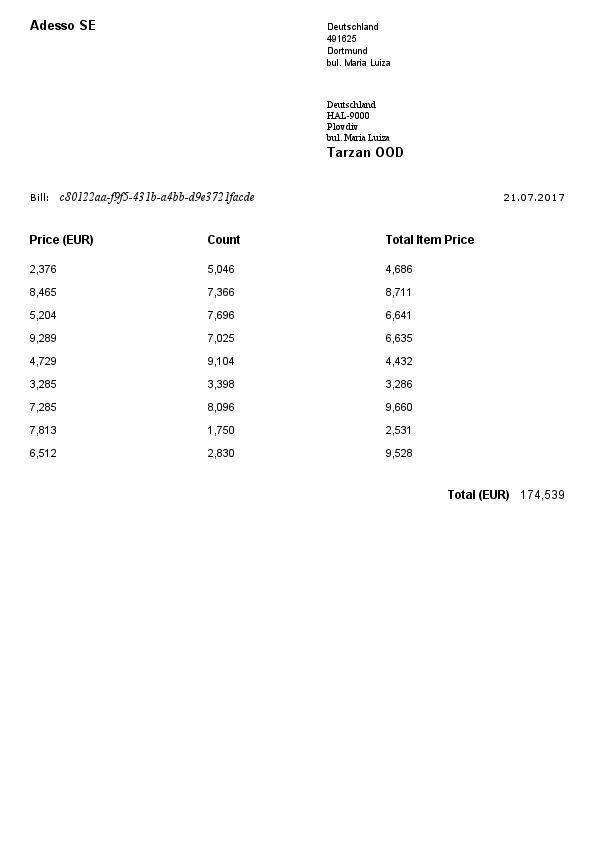 Adesso SE
Deutschland
491625
Dortmund
bul. Maria Luiza
Deutschland
HAL-9000
Plovdiv
bul. Maria Luiza
Tarzan OOD
Bill: c80122aa-f9f5-431b-a4bb-d9e3721facde 21.07.2017
Price (EUR) Count Total Item Price
2,376 5,046 4,686
8,465 7,366 8,711
5,204 7,696 6,641
9,289 7,025 6,635
4,729 9,104 4,432
3,285 3,398 3,286
7,285 8,096 9,660
7,813 1,750 2,531
6,512 2,830 9,528
Total (EUR) 174,539